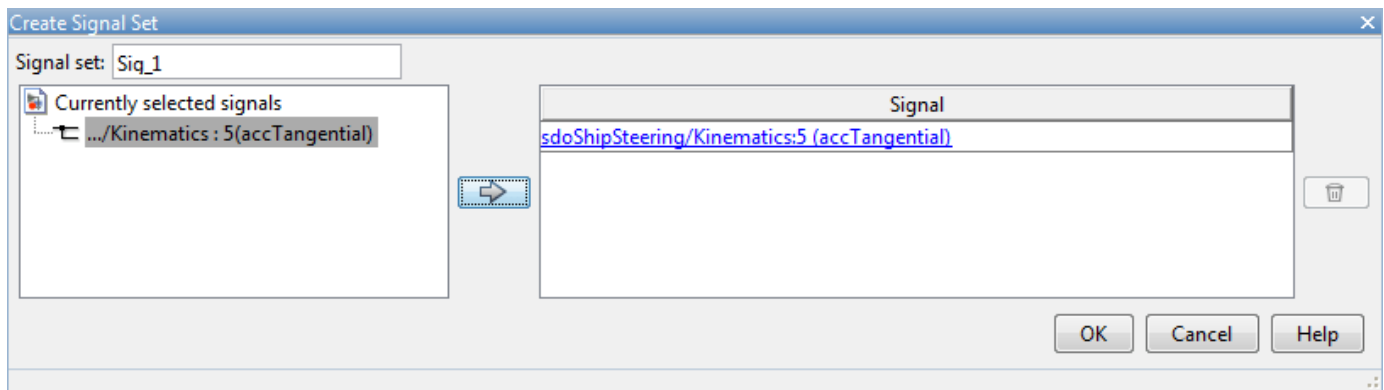 Create Signal Set
Signal set: Sig_1
Currently selected signals
.../Kinematics : 5(accTangential)
Signal
sdoShipSteering/Kinematics:5 (accTangential)
OK Cancel Help